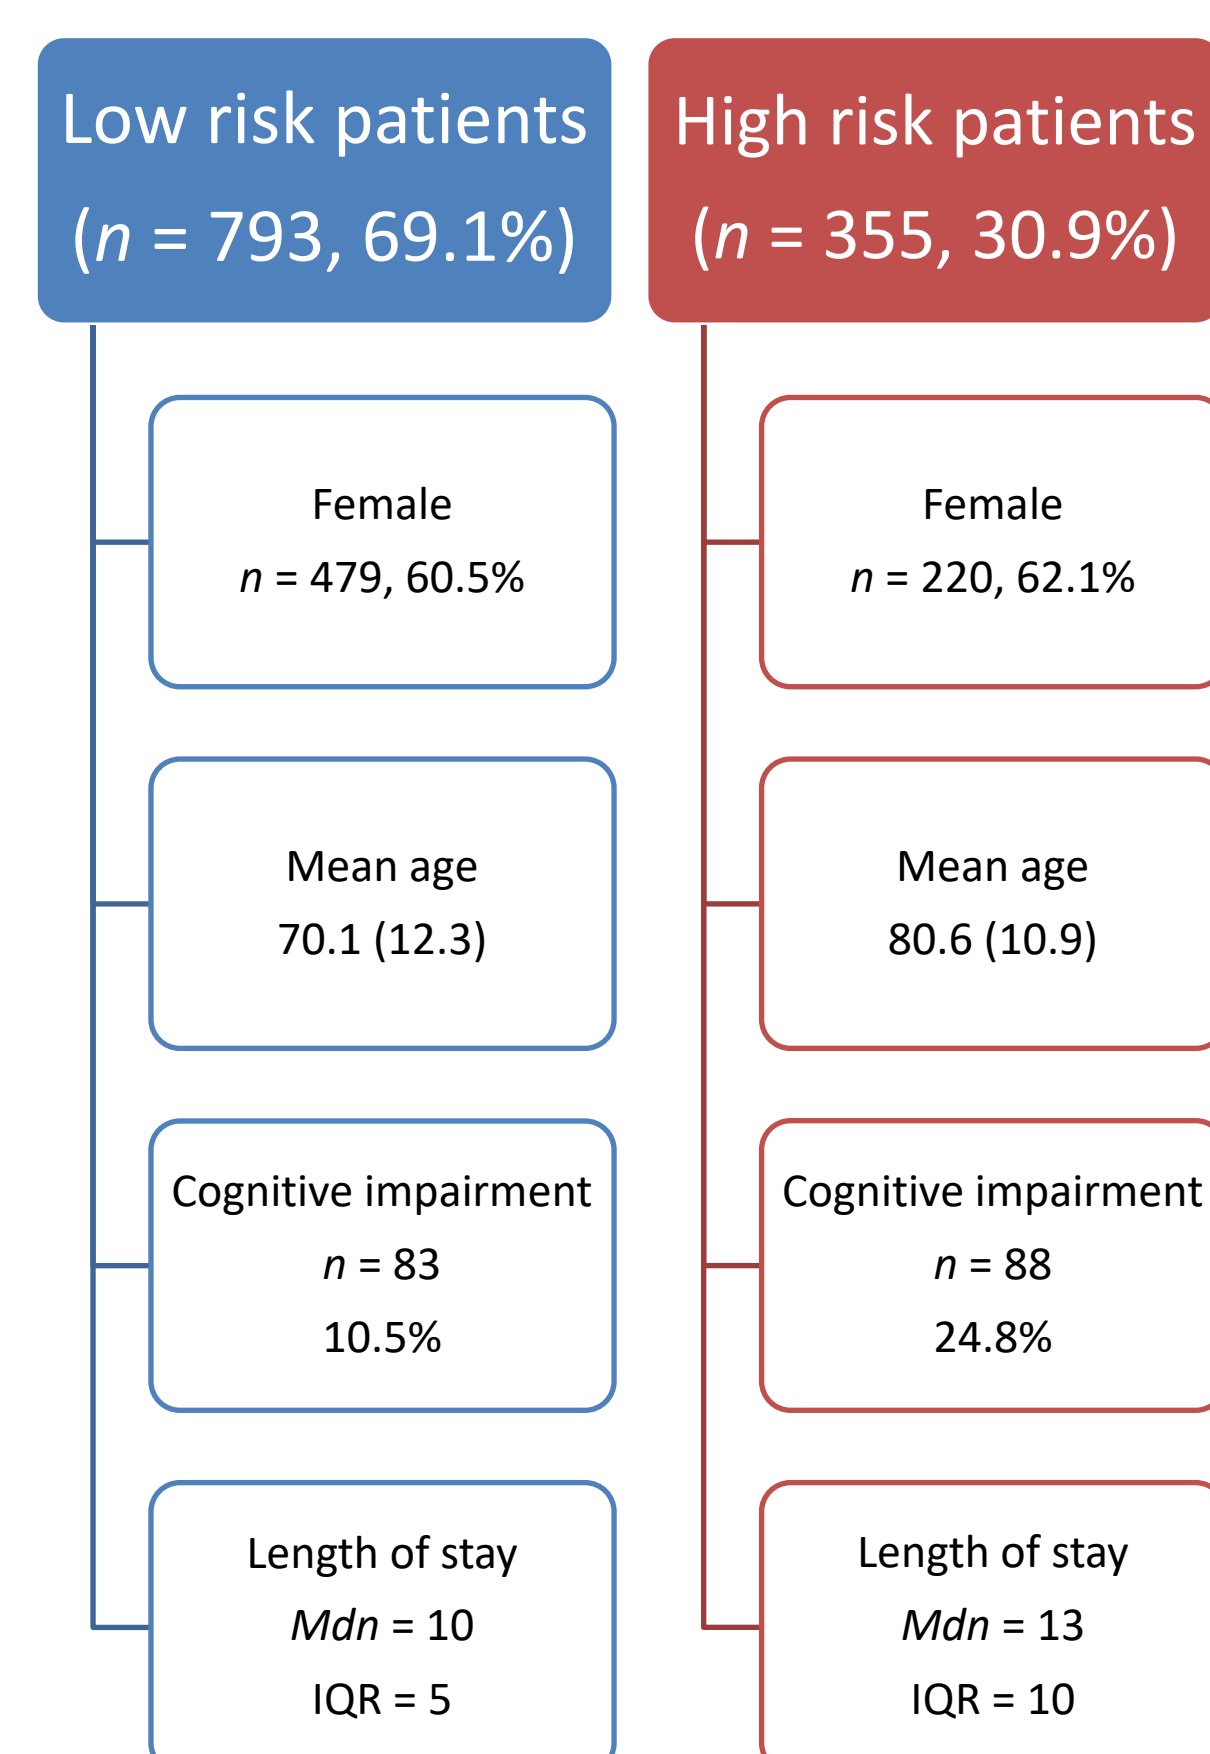 Low risk patients
(n = 793, 69.1%)
Female
n = 479, 60.5%
Mean age
70.1 (12.3)
Cognitive impairment
n = 83
10.5%
Length of stay
Mdn = 10
IQR = 5
High risk patients
(n = 355, 30.9%)
Female
n = 220, 62.1%
Mean age
80.6 (10.9)
Cognitive impairment
n = 88
24.8%
Length of stay
Mdn = 13
IQR = 10